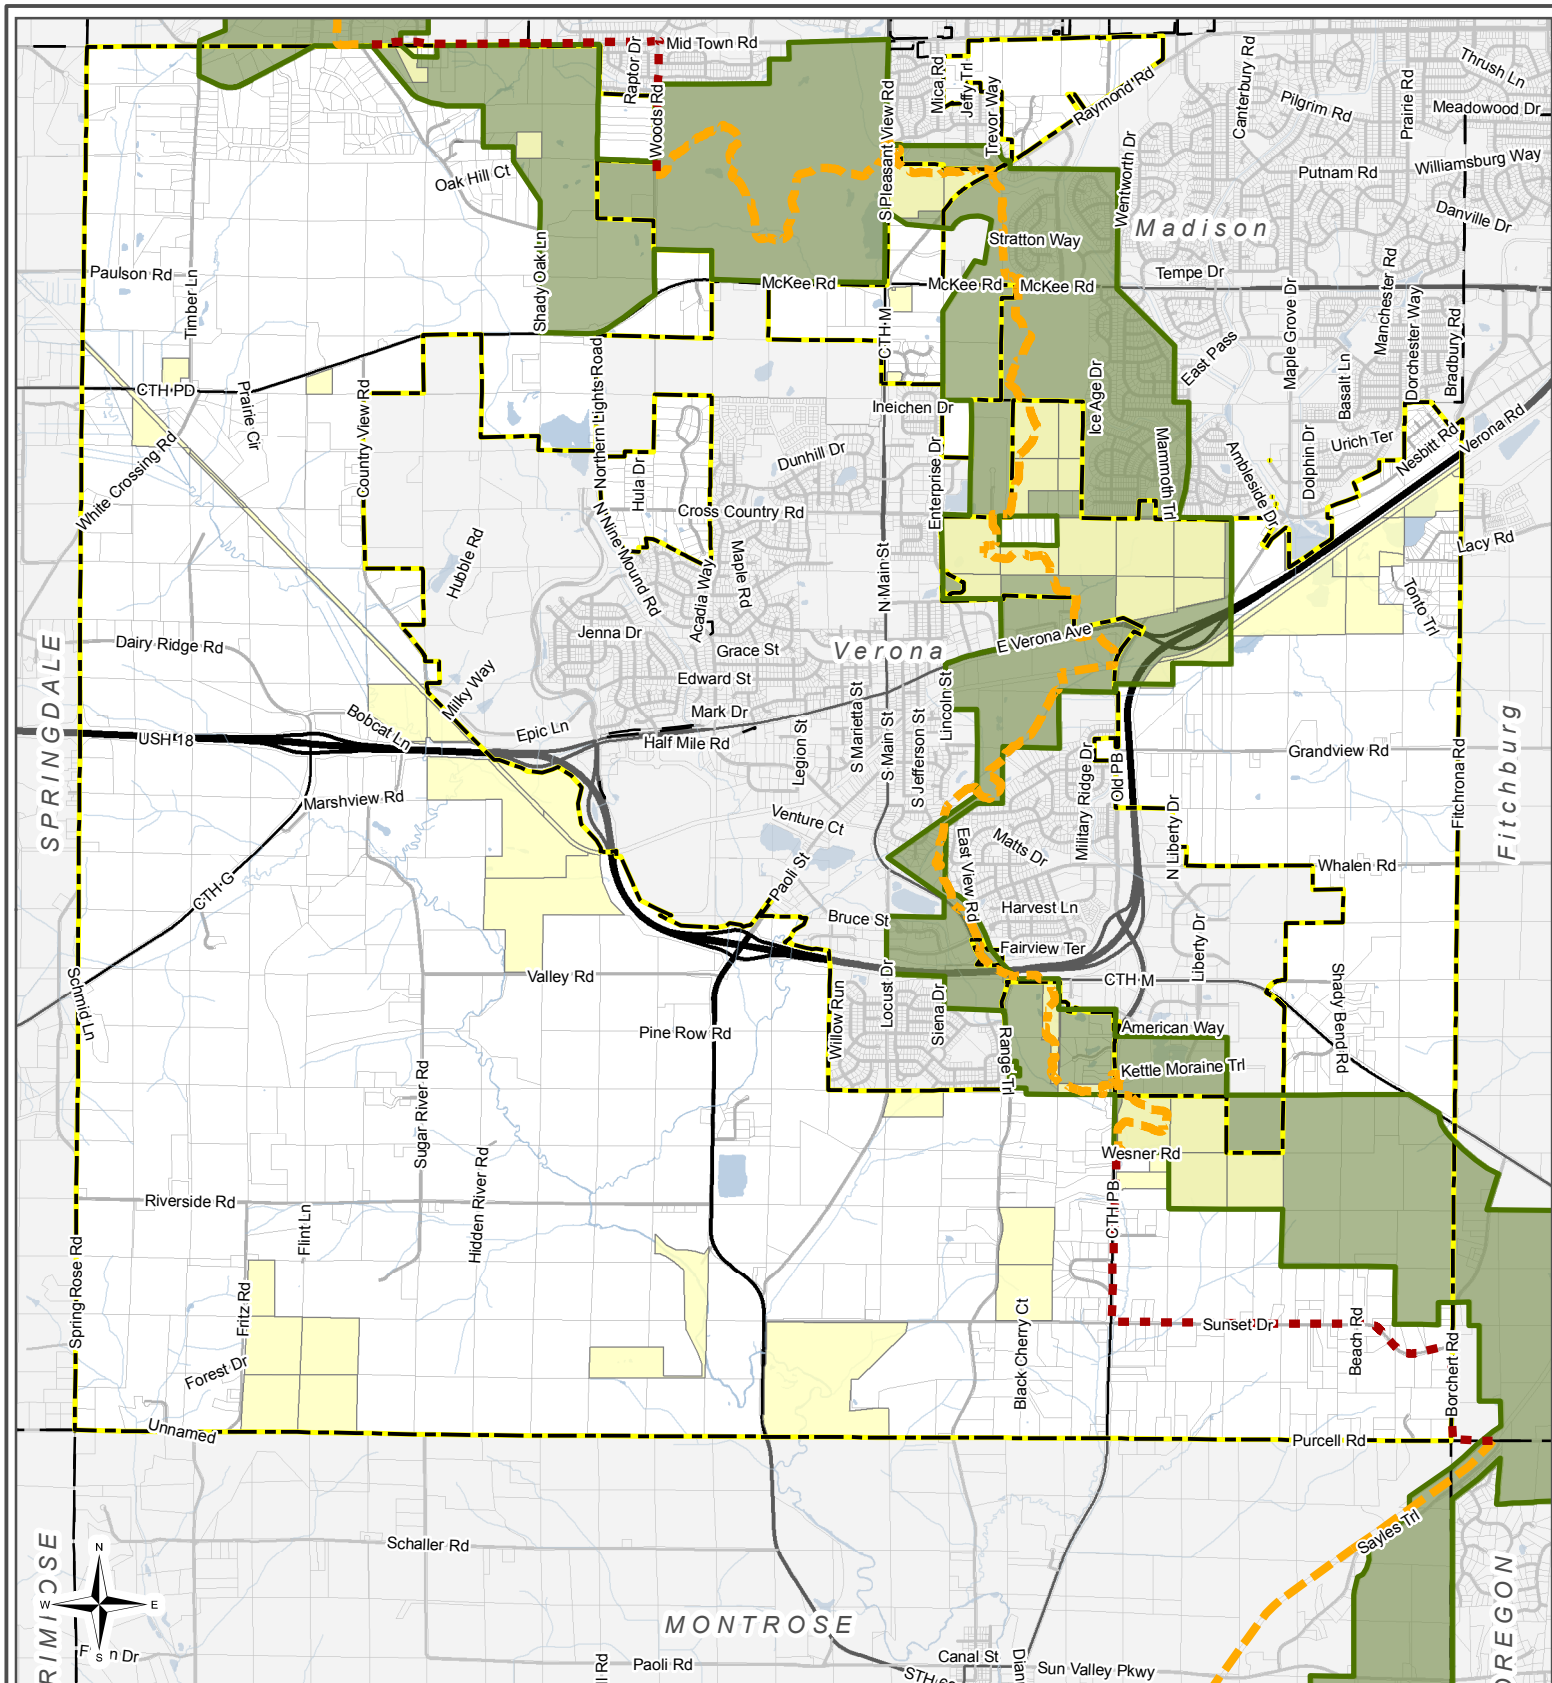 Mid Town Rd
Raptor Dr
Woods Rd
Mica Rd
Jeffy Trl
Trevor Way
Raymond Rd
Canterbury Rd
Pilgrim Rd
Prairie Rd
Thrush Ln
Meadowood Dr
Williamsburg Way
Putnam Rd
Danville Dr
Wentworth Dr
Madison
S Pleasant View Rd
Oak Hill Ct
Stratton Way
Paulson Rd
Timber Ln
Shady Oak Ln
McKee Rd
McKee Rd
McKee Rd
Tempe Dr
Maple Grove Dr
Manchester Rd
Dorchester Way
Bradbury Rd
CTH M
East Pass
Basalt Ln
CTH PD
Prairie Cir
Country View Rd
Northern Lights Road
Ice Age Dr
Ineichen Dr
Enterprise Dr
Mammoth Trl
Ambleside Dr
Dolphin Dr
Urich Ter
Nesbitt Rd
Verona Rd
White Crossing Rd
Hula Dr
Dunhill Dr
Cross Country Rd
N Nine Mound Rd
Hubble Rd
Acadia Way
Maple Rd
N Main St
Lacy Rd
Tonto Trl
SPRINGDALE
Dairy Ridge Rd
Jenna Dr
Grace St
Verona
E Verona Ave
Edward St
Milky Way
Mark Dr
Lincoln St
Bobcat Ln
USH 18
Epic Ln
Half Mile Rd
Legion St
S Marietta St
S Main St
S Jefferson St
Military Ridge Dr
Old PB
Grandview Rd
Fitchrona Rd
Fitchburg
Marshview Rd
Venture Ct
Matts Dr
East View Rd
N Liberty Dr
Whalen Rd
CTH G
Paoli St
Bruce St
Harvest Ln
Fairview Ter
Liberty Dr
Schmid Ln
Valley Rd
Willow Run
Locust Dr
Siena Dr
CTH M
Shady Bend Rd
Pine Row Rd
Range Trl
American Way
Kettle Moraine Trl
Sugar River Rd
Hidden River Rd
Wesner Rd
Riverside Rd
Flint Ln
CTH PB
Spring Rose Rd
Fritz Rd
Forest Dr
Black Cherry Ct
Sunset Dr
Beach Rd
Borchert Rd
Unnamed
Purcell Rd
Schaller Rd
Sayles Trl
N
W
E
S
MONTROSE
OREGON
Paoli Rd
Canal St
Sun Valley Pkwy